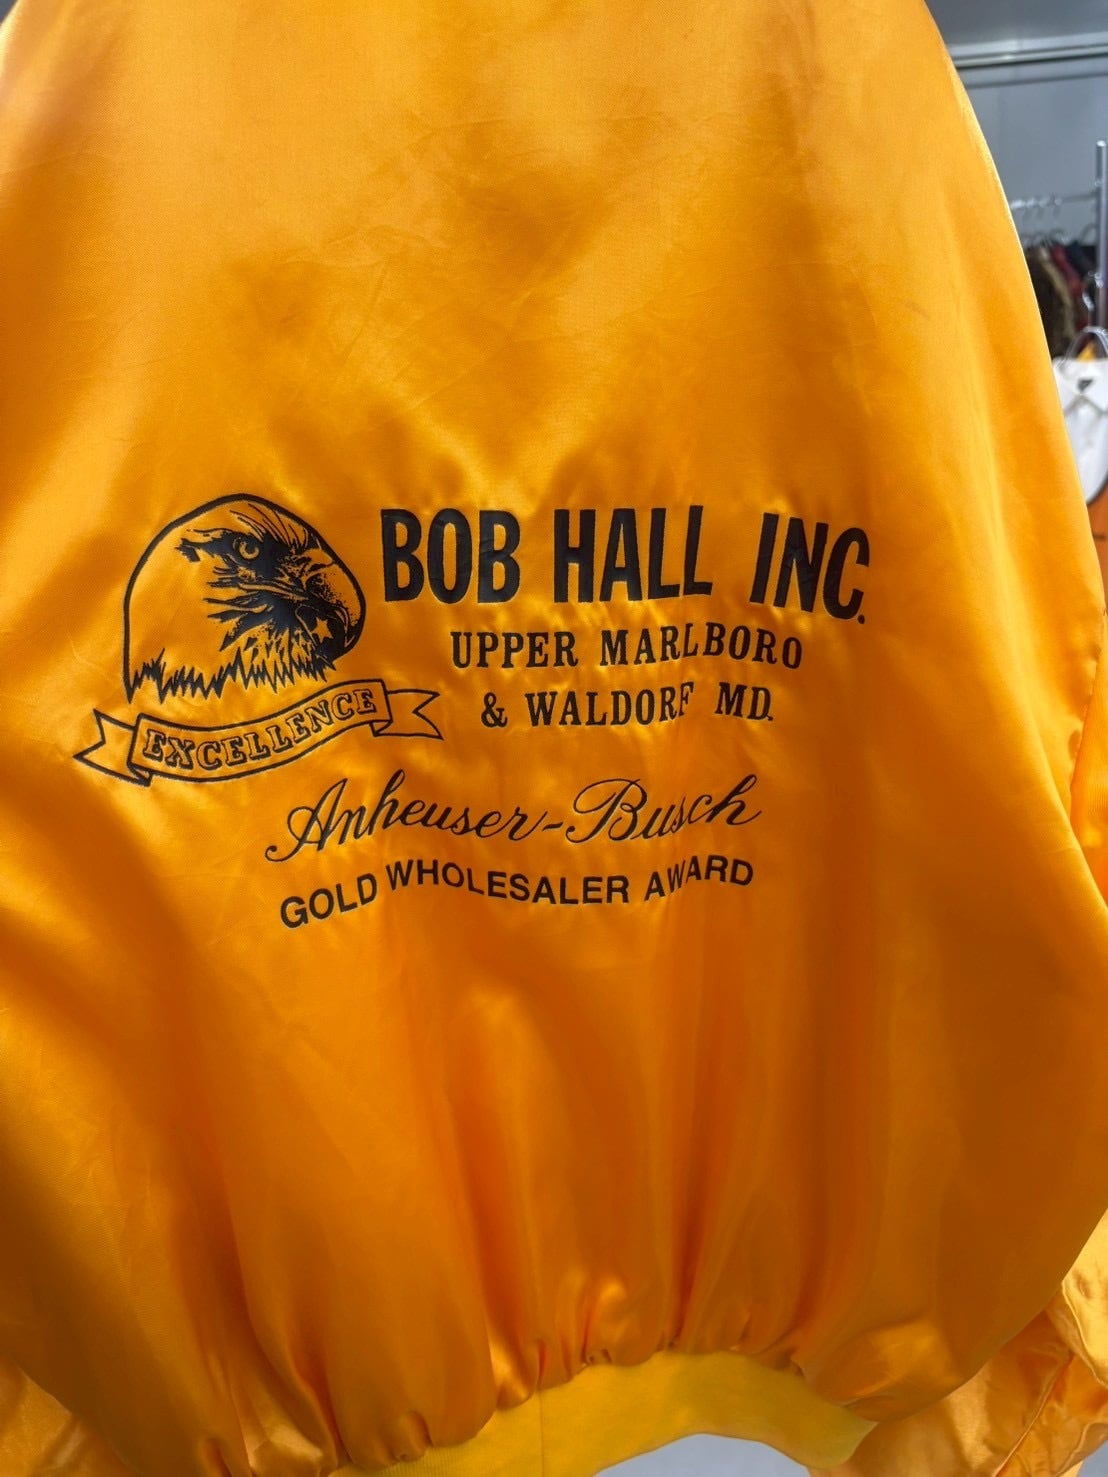 BOB HALL INC.
UPPER MARLBORO
& WALDORF MD.
EXCELLENCE
Anheuser-Busch
GOLD WHOLESALER AWARD